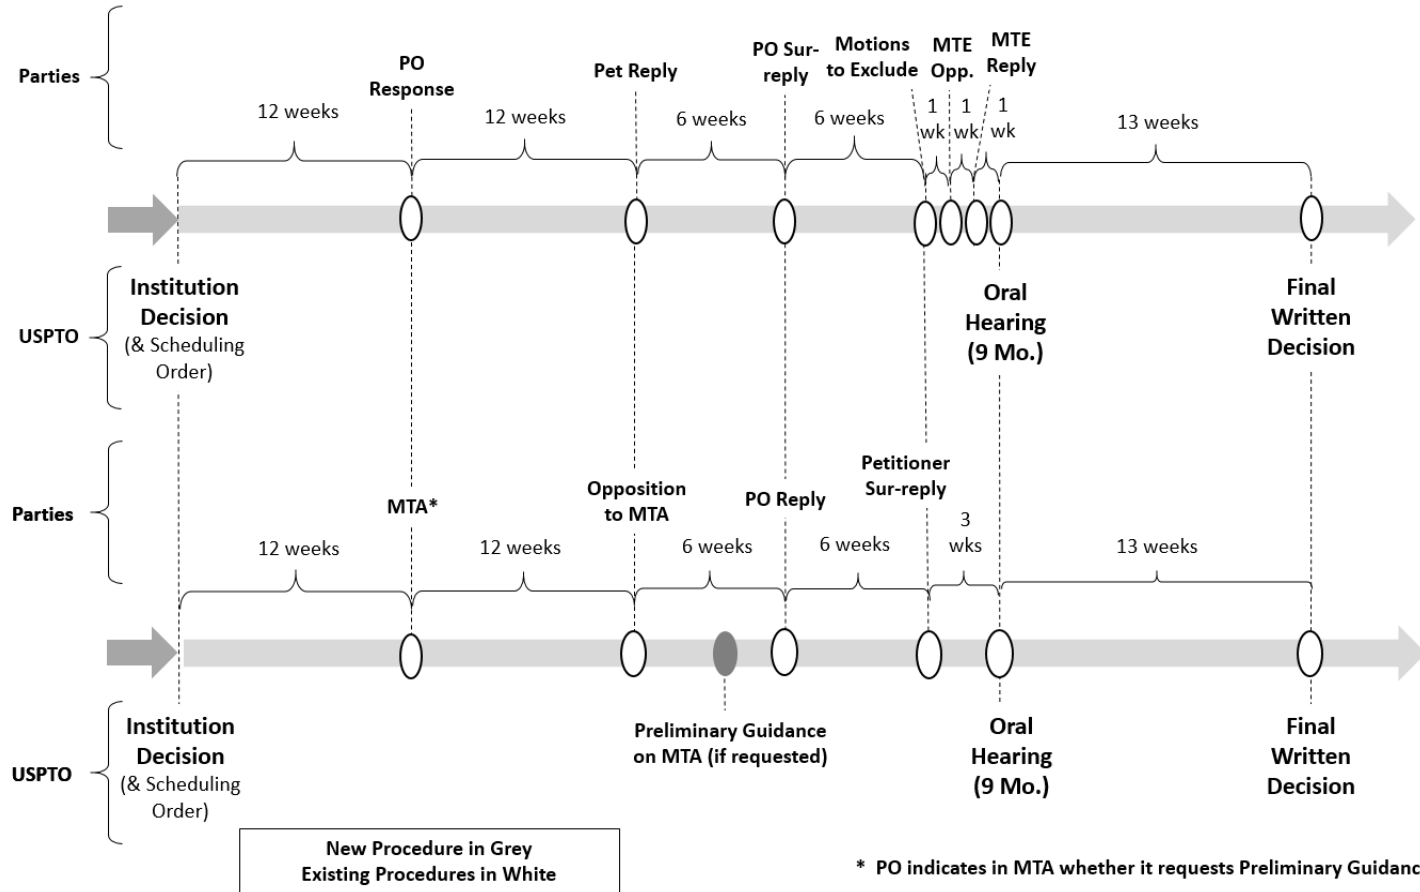 Parties
PO
Response
Pet Reply
PO Sur-
reply
Motions
to Exclude
MTE
Opp.
MTE
Reply
12 weeks
12 weeks
6 weeks
6 weeks
1
wk
1
wk
1
wk
13 weeks
USPTO
Institution
Decision
(& Scheduling
Order)
Oral
Hearing
(9 Mo.)
Final
Written
Decision
Parties
MTA*
Opposition
to MTA
PO Reply
Petitioner
Sur-reply
12 weeks
12 weeks
6 weeks
6 weeks
3
wks
13 weeks
USPTO
Institution
Decision
(& Scheduling
Order)
Preliminary Guidance
on MTA (if requested)
Oral
Hearing
(9 Mo.)
Final
Written
Decision
New Procedure in Grey
Existing Procedures in White
* PO indicates in MTA whether it requests Preliminary Guidanc